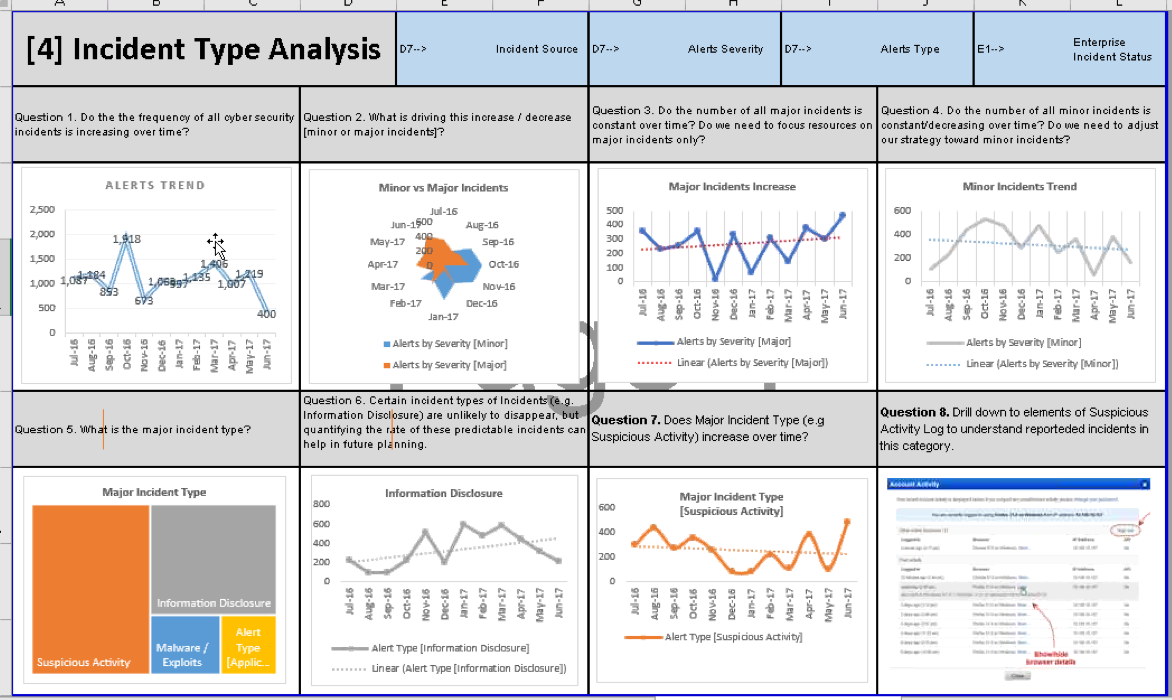 A B C D E F G H I J K L
[4] Incident Type Analysis
D7--> Incident Source
D7--> Alerts Severity
D7--> Alerts Type
E1--> Enterprise
Incident Status
Question 1. Do the the frequency of all cyber security
incidents is increasing over time?
Question 2. What is driving this increase / decrease
[minor or major incidents]?
Question 3. Do the number of all major incidents is
constant over time? Do we need to focus resources on
major incidents only?
Question 4. Do the number of all minor incidents is
constant/decreasing over time? Do we need to adjust
our strategy toward minor incidents?
ALERTS TREND
2,500
2,000
1,500
1,000
500
0
1,087 1,184 853 1,918 673 1,063 997 1,135 1,406 1,007 1,219 400
Jul-16 Aug-16 Sep-16 Oct-16 Nov-16 Dec-16 Jan-17 Feb-17 Mar-17 Apr-17 May-17 Jun-17
Minor vs Major Incidents
Jul-16
Aug-16
Sep-16
Oct-16
Nov-16
Dec-16
Jan-17
Feb-17
Mar-17
Apr-17
May-17
Jun-17
600
400
200
0
Alerts by Severity [Minor]
Alerts by Severity [Major]
Major Incidents Increase
500
400
300
200
100
0
Jul-16 Aug-16 Sep-16 Oct-16 Nov-16 Dec-16 Jan-17 Feb-17 Mar-17 Apr-17 May-17 Jun-17
Alerts by Severity [Major]
Linear (Alerts by Severity [Major])
Minor Incidents Trend
600
400
200
0
Jul-16 Aug-16 Sep-16 Oct-16 Nov-16 Dec-16 Jan-17 Feb-17 Mar-17 Apr-17 May-17 Jun-17
Alerts by Severity [Minor]
Linear (Alerts by Severity [Minor])
Question 5. What is the major incident type?
Question 6. Certain incident types of Incidents (e.g.
Information Disclosure) are unlikely to disappear, but
quantifying the rate of these predictable incidents can
help in future planning.
Question 7. Does Major Incident Type (e.g
Suspicious Activity) increase over time?
Question 8. Drill down to elements of Suspicious
Activity Log to understand reporteded incidents in
this category.
Major Incident Type
Suspicious Activity
Information Disclosure
Malware /
Exploits
Alert
Type
[Applic...
Information Disclosure
800
600
400
200
0
Jul-16 Aug-16 Sep-16 Oct-16 Nov-16 Dec-16 Jan-17 Feb-17 Mar-17 Apr-17 May-17 Jun-17
Alert Type [Information Disclosure]
Linear (Alert Type [Information Disclosure])
Major Incident Type
[Suspicious Activity]
600
400
200
0
Jul-16 Aug-16 Sep-16 Oct-16 Nov-16 Dec-16 Jan-17 Feb-17 Mar-17 Apr-17 May-17 Jun-17
Alert Type [Suspicious Activity]
Account Activity
Show/hide
browser details
Close